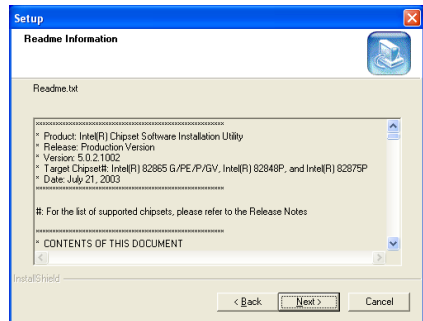 Setup
Readme Information
Readme.txt
************************************************************
* Product: Intel(R) Chipset Software Installation Utility
* Release: Production Version
* Version: 5.0.2.1002
* Target Chipset#: Intel(R) 82865 G/PE/P/GV, Intel(R) 82848P, and Intel(R) 82875P
* Date: July 21, 2003
************************************************************
#: For the list of supported chipsets, please refer to the Release Notes
************************************************************
* CONTENTS OF THIS DOCUMENT
InstallShield
< Back
Next >
Cancel